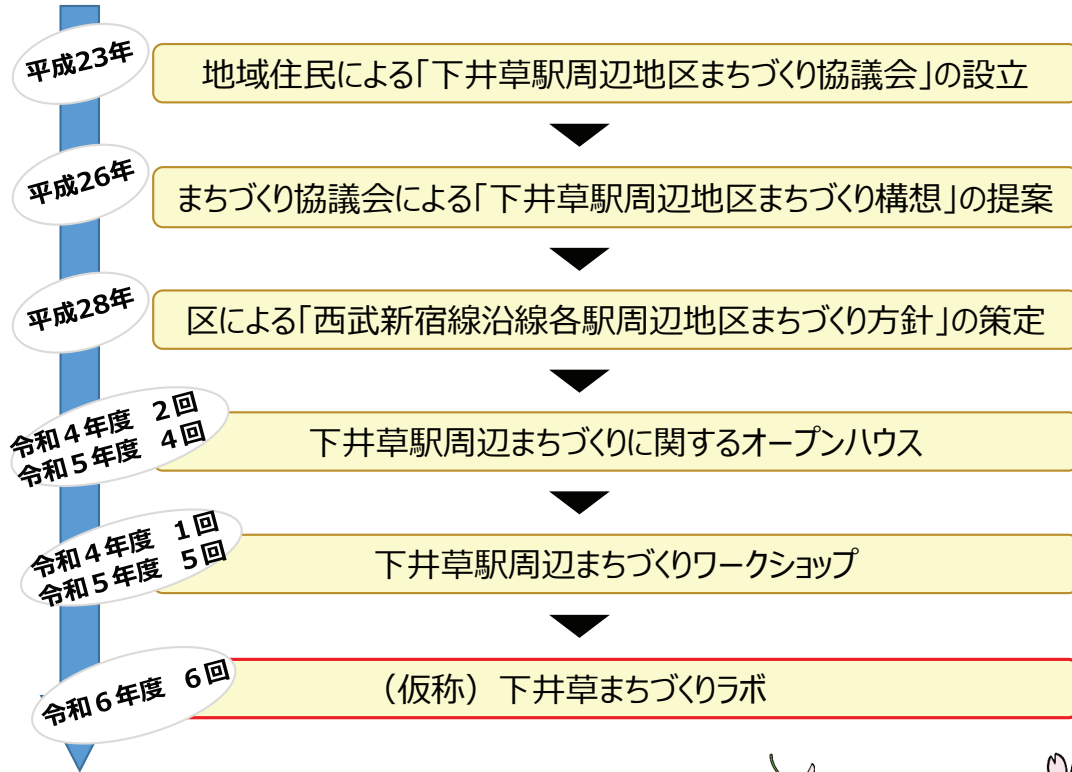 平成23年
地域住民による「下井草駅周辺地区まちづくり協議会」の設立
平成26年
まちづくり協議会による「下井草駅周辺地区まちづくり構想」の提案
平成28年
区による「西武新宿線沿線各駅周辺地区まちづくり方針」の策定
令和４年度　2回
令和５年度　4回
下井草駅周辺まちづくりに関するオープンハウス
令和４年度　1回
令和５年度　5回
下井草駅周辺まちづくりワークショップ
令和６年度　6回
（仮称）下井草まちづくりラボ